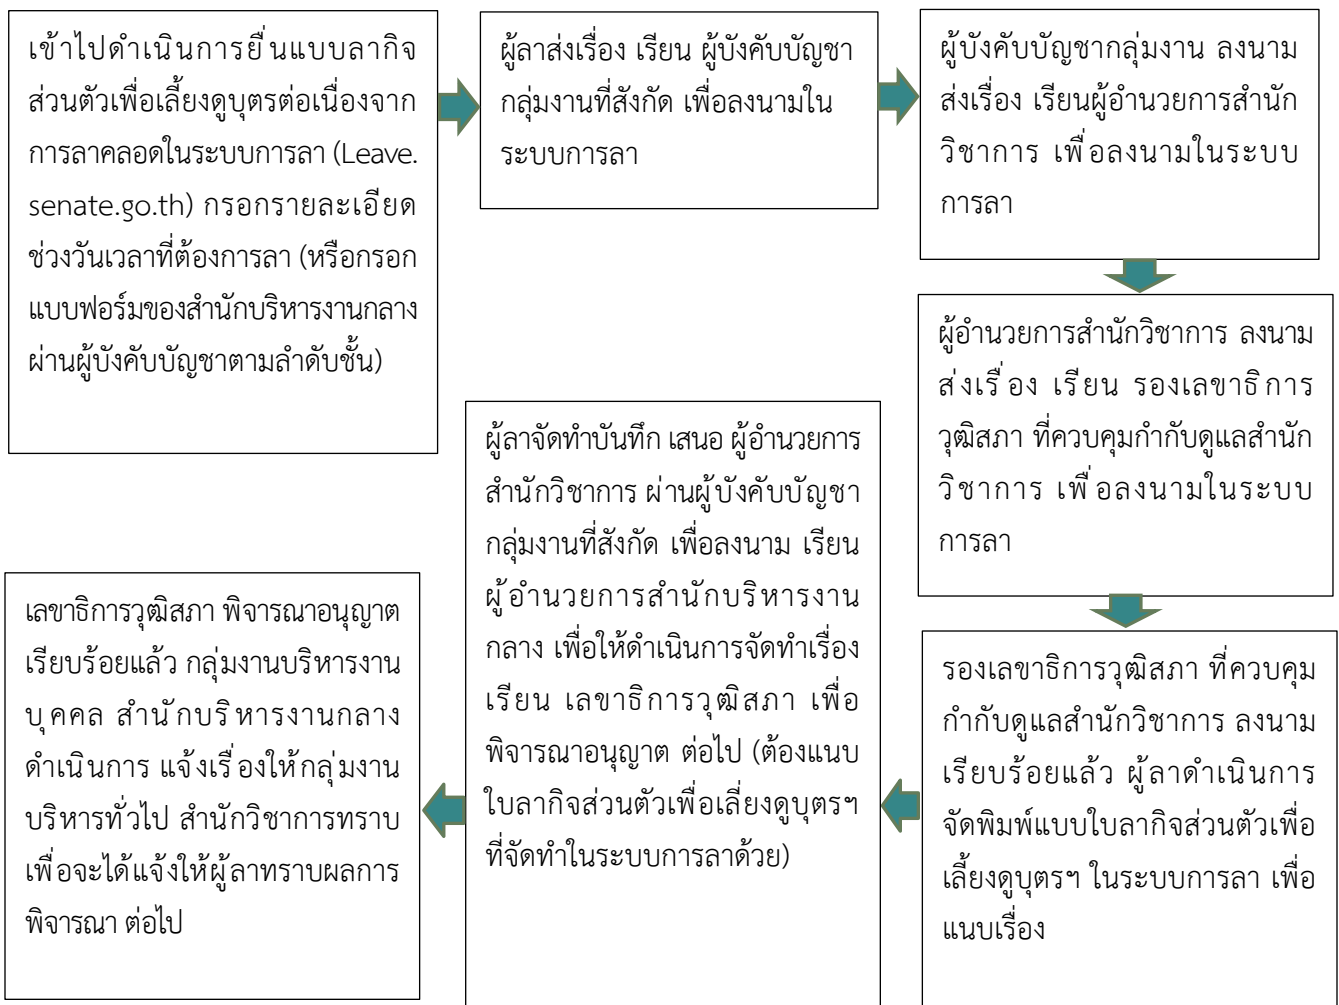 เข้าไปดำเนินการยื่นแบบลากิจ
ส่วนตัวเพื่อเลี้ยงดูบุตรต่อเนื่องจาก
การลาคลอดในระบบการลา (Leave.
senate.go.th) กรอกรายละเอียด
ช่วงวันเวลาที่ต้องการลา (หรือกรอก
แบบฟอร์มของสำนักบริหารงานกลาง
ผ่านผู้บังคับบัญชาตามลำดับชั้น)
ผู้ลาส่งเรื่อง เรียน ผู้บังคับบัญชา
กลุ่มงานที่สังกัด เพื่อลงนามใน
ระบบการลา
ผู้บังคับบัญชากลุ่มงาน ลงนาม
ส่งเรื่อง เรียนผู้อำนวยการสำนัก
วิชาการ เพื่อลงนามในระบบ
การลา
ผู้อำนวยการสำนักวิชาการ ลงนาม
ส่งเรื่อง เรียน รองเลขาธิการ
วุฒิสภา ที่ควบคุมกำกับดูแลสำนัก
วิชาการ เพื่อลงนามในระบบ
การลา
รองเลขาธิการวุฒิสภา ที่ควบคุม
กำกับดูแลสำนักวิชาการ ลงนาม
เรียบร้อยแล้ว ผู้ลาดำเนินการ
จัดพิมพ์แบบใบลากิจส่วนตัวเพื่อ
เลี้ยงดูบุตรฯ ในระบบการลา เพื่อ
แนบเรื่อง
ผู้ลาจัดทำบันทึก เสนอ ผู้อำนวยการ
สำนักวิชาการ ผ่านผู้บังคับบัญชา
กลุ่มงานที่สังกัด เพื่อลงนาม เรียน
ผู้อำนวยการสำนักบริหารงาน
กลาง เพื่อให้ดำเนินการจัดทำเรื่อง
เรียน เลขาธิการวุฒิสภา เพื่อ
พิจารณาอนุญาต ต่อไป (ต้องแนบ
ใบลากิจส่วนตัวเพื่อเลี่ยงดูบุตรฯ
ที่จัดทำในระบบการลาด้วย)
เลขาธิการวุฒิสภา พิจารณาอนุญาต
เรียบร้อยแล้ว กลุ่มงานบริหารงาน
บุคคล สำนักบริหารงานกลาง
ดำเนินการ แจ้งเรื่องให้กลุ่มงาน
บริหารทั่วไป สำนักวิชาการทราบ
เพื่อจะได้แจ้งให้ผู้ลาทราบผลการ
พิจารณา ต่อไป